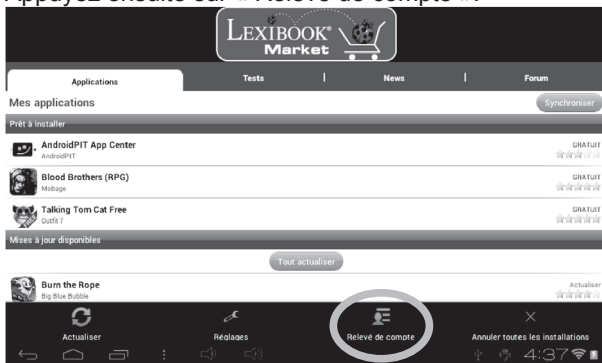 Appuyez ensuite sur « Relevé de compte ».
LEXIBOOK®
Market
Applications Tests | News | Forum
Mes applications Synchroniser
Prêt à installer
AndroidPIT App Center GRATUIT
AndroidPIT
Blood Brothers (RPG) GRATUIT
Mobage
Talking Tom Cat Free GRATUIT
Outfit 7
Mises à jour disponibles
Tout actualiser
Burn the Rope Actualiser
Big Blue Bubble
Actualiser Réglages Relevé de compte Annuler toutes les installations
4:37